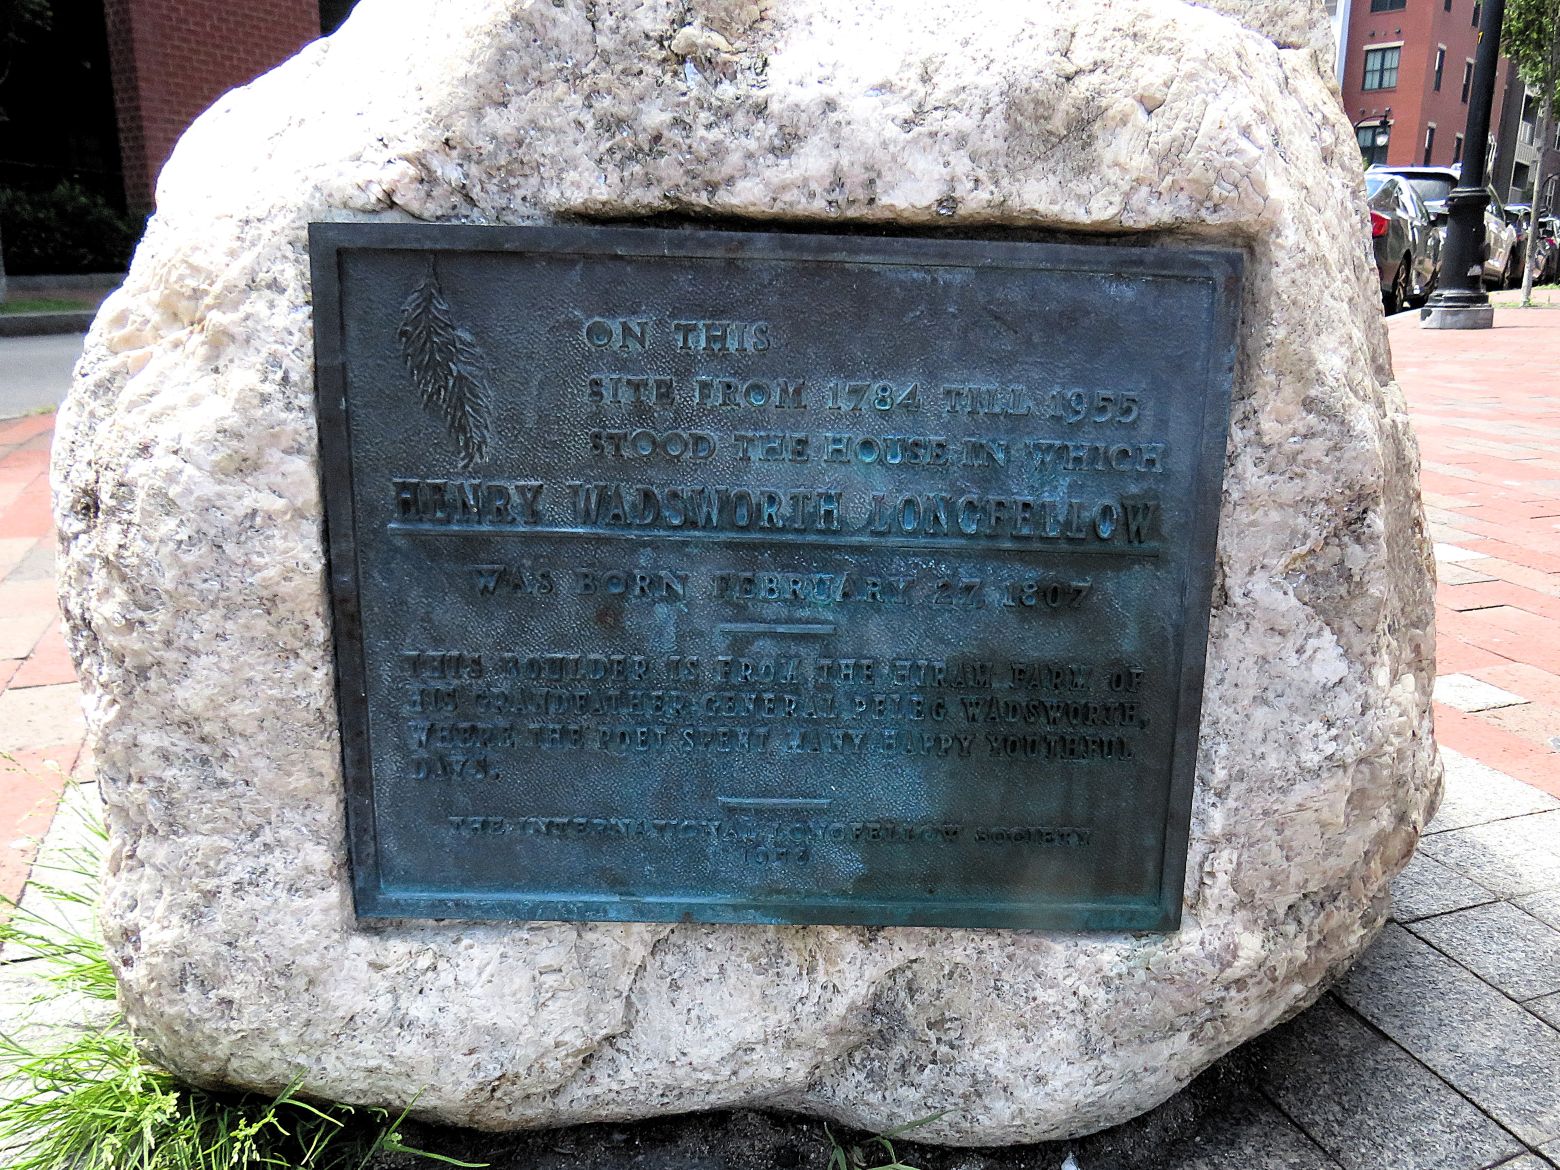 ON THIS
SITE FROM 1784 TILL 1955
STOOD THE HOUSE IN WHICH
HENRY WADSWORTH LONGFELLOW
WAS BORN FEBRUARY 27, 1807
THIS BOULDER IS FROM THE HIRAM FARM OF
HIS GRANDFATHER, GENERAL PELEG WADSWORTH,
WHERE THE POET SPENT MANY HAPPY YOUTHFUL
DAYS.
THE INTERNATIONAL LONGFELLOW SOCIETY